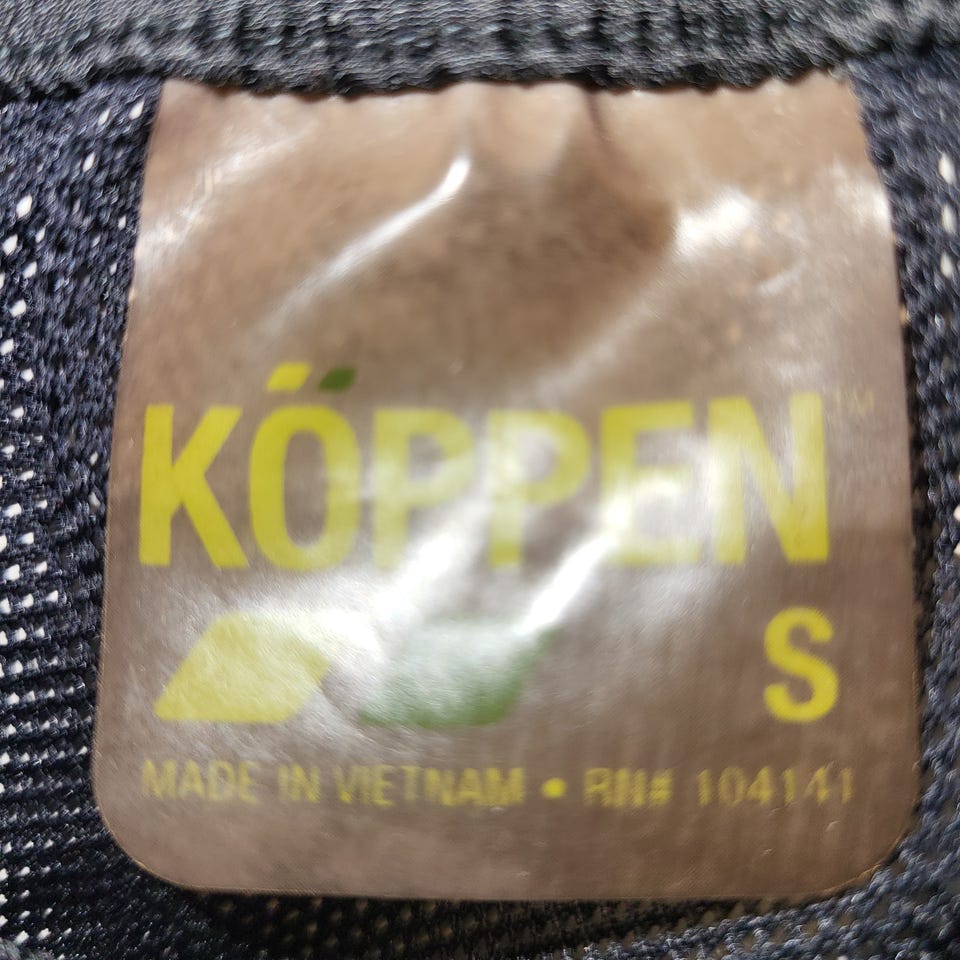 KÖPPEN™
S
MADE IN VIETNAM • RN# 104141